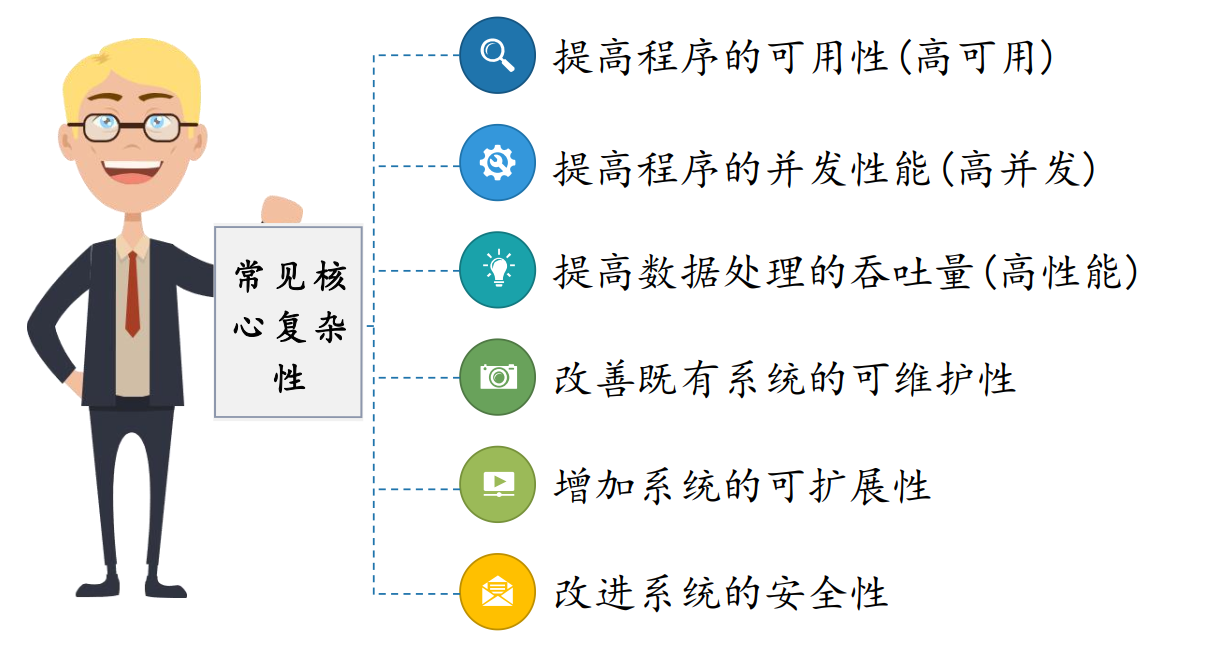 常见核
心复杂
性
提高程序的可用性(高可用)
提高程序的并发性能(高并发)
提高数据处理的吞吐量(高性能)
改善既有系统的可维护性
增加系统的可扩展性
改进系统的安全性